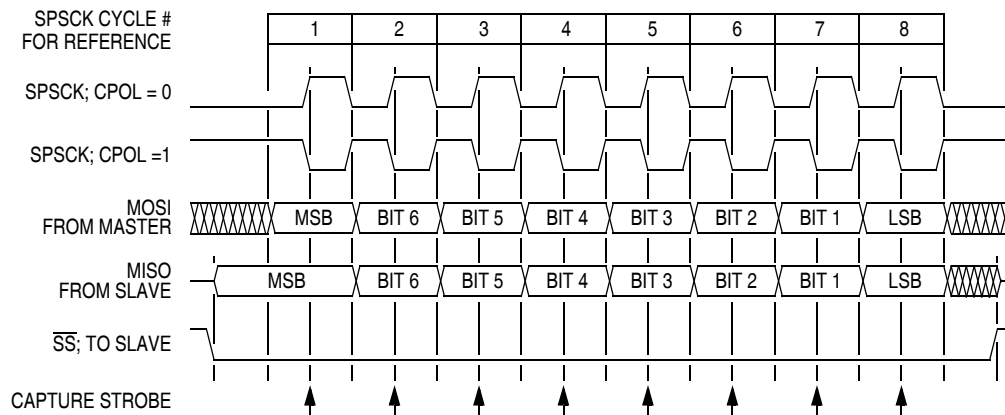 SPSCK CYCLE #
FOR REFERENCE
1 2 3 4 5 6 7 8
SPSCK; CPOL = 0
SPSCK; CPOL =1
MOSI
FROM MASTER
MSB BIT 6 BIT 5 BIT 4 BIT 3 BIT 2 BIT 1 LSB
MISO
FROM SLAVE
MSB BIT 6 BIT 5 BIT 4 BIT 3 BIT 2 BIT 1 LSB
S̅S̅; TO SLAVE
CAPTURE STROBE